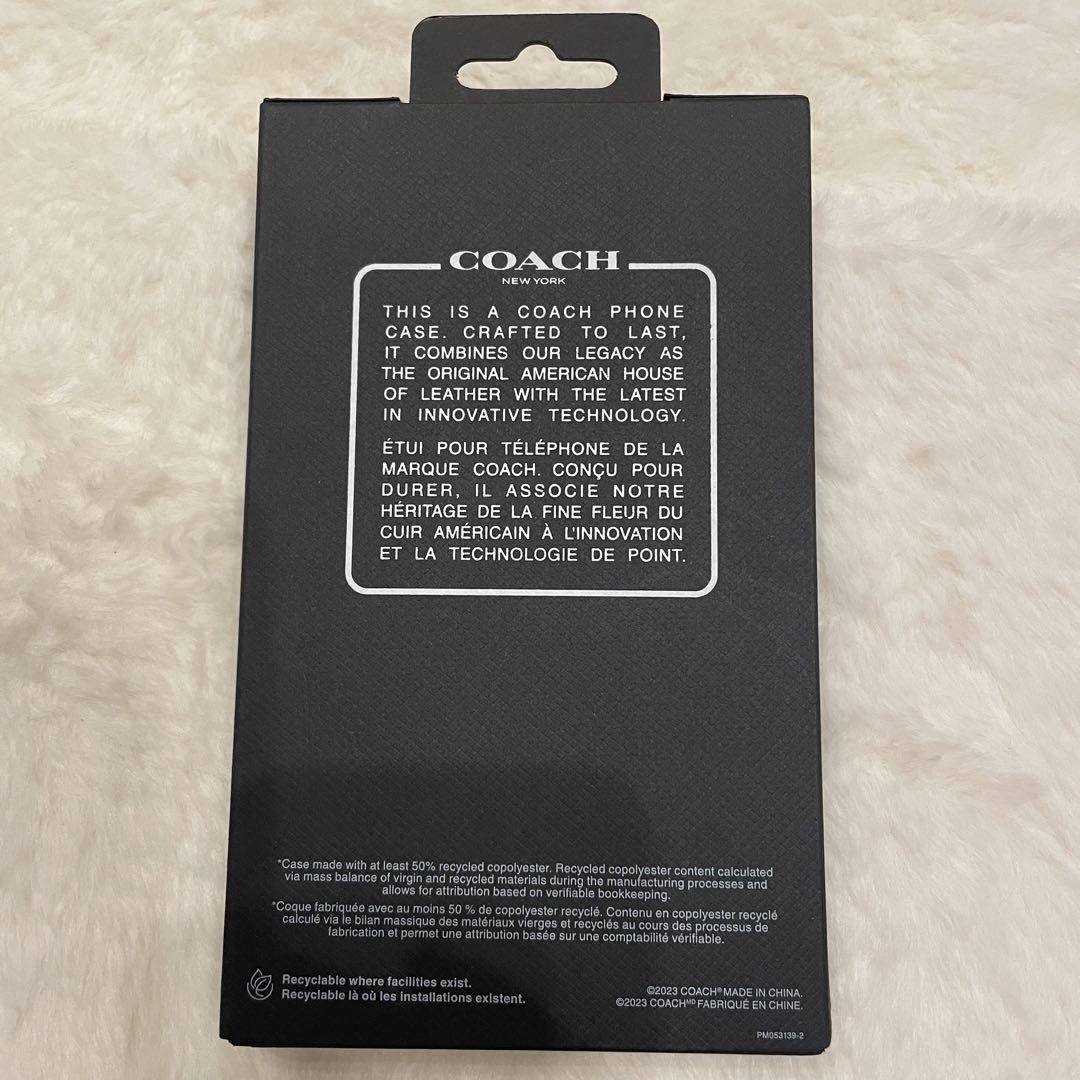 COACH
NEW YORK
THIS IS A COACH PHONE
CASE. CRAFTED TO LAST,
IT COMBINES OUR LEGACY AS
THE ORIGINAL AMERICAN HOUSE
OF LEATHER WITH THE LATEST
IN INNOVATIVE TECHNOLOGY.
ÉTUI POUR TÉLÉPHONE DE LA
MARQUE COACH. CONÇU POUR
DURER, IL ASSOCIE NOTRE
HÉRITAGE DE LA FINE FLEUR DU
CUIR AMÉRICAIN À L'INNOVATION
ET LA TECHNOLOGIE DE POINT.
*Case made with at least 50% recycled copolyester. Recycled copolyester content calculated
via mass balance of virgin and recycled materials during the manufacturing processes and
allows for attribution based on verifiable bookkeeping.
*Coque fabriquée avec au moins 50 % de copolyester recyclé. Contenu en copolyester recyclé
calculé via le bilan massique des matériaux vierges et recyclés au cours des processus de
fabrication et permet une attribution basée sur une comptabilité vérifiable.
Recyclable where facilities exist.
Recyclable là où les installations existent.
©2023 COACH® MADE IN CHINA.
©2023 COACHᴹᴰ FABRIQUÉ EN CHINE.
PM053139-2